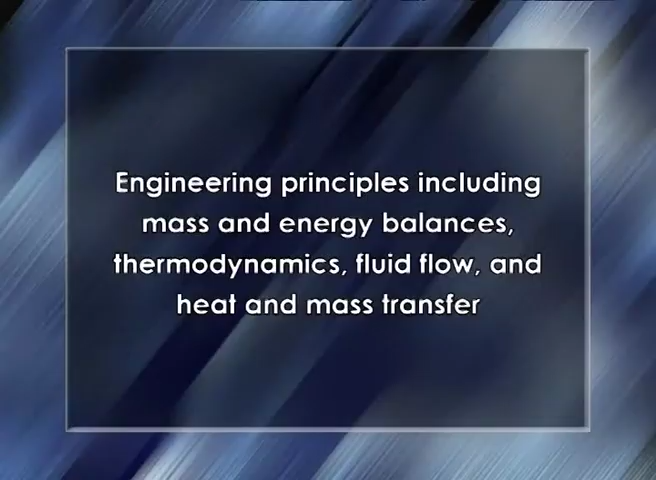 Engineering principles including
mass and energy balances,
thermodynamics, fluid flow, and
heat and mass transfer